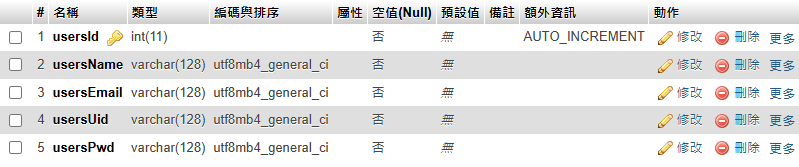 # 名稱 類型 編碼與排序 屬性 空值(Null) 預設值 備註 額外資訊 動作
1 usersId int(11) 否 無 AUTO_INCREMENT 修改 刪除 更多
2 usersName varchar(128) utf8mb4_general_ci 否 無 修改 刪除 更多
3 usersEmail varchar(128) utf8mb4_general_ci 否 無 修改 刪除 更多
4 usersUid varchar(128) utf8mb4_general_ci 否 無 修改 刪除 更多
5 usersPwd varchar(128) utf8mb4_general_ci 否 無 修改 刪除 更多